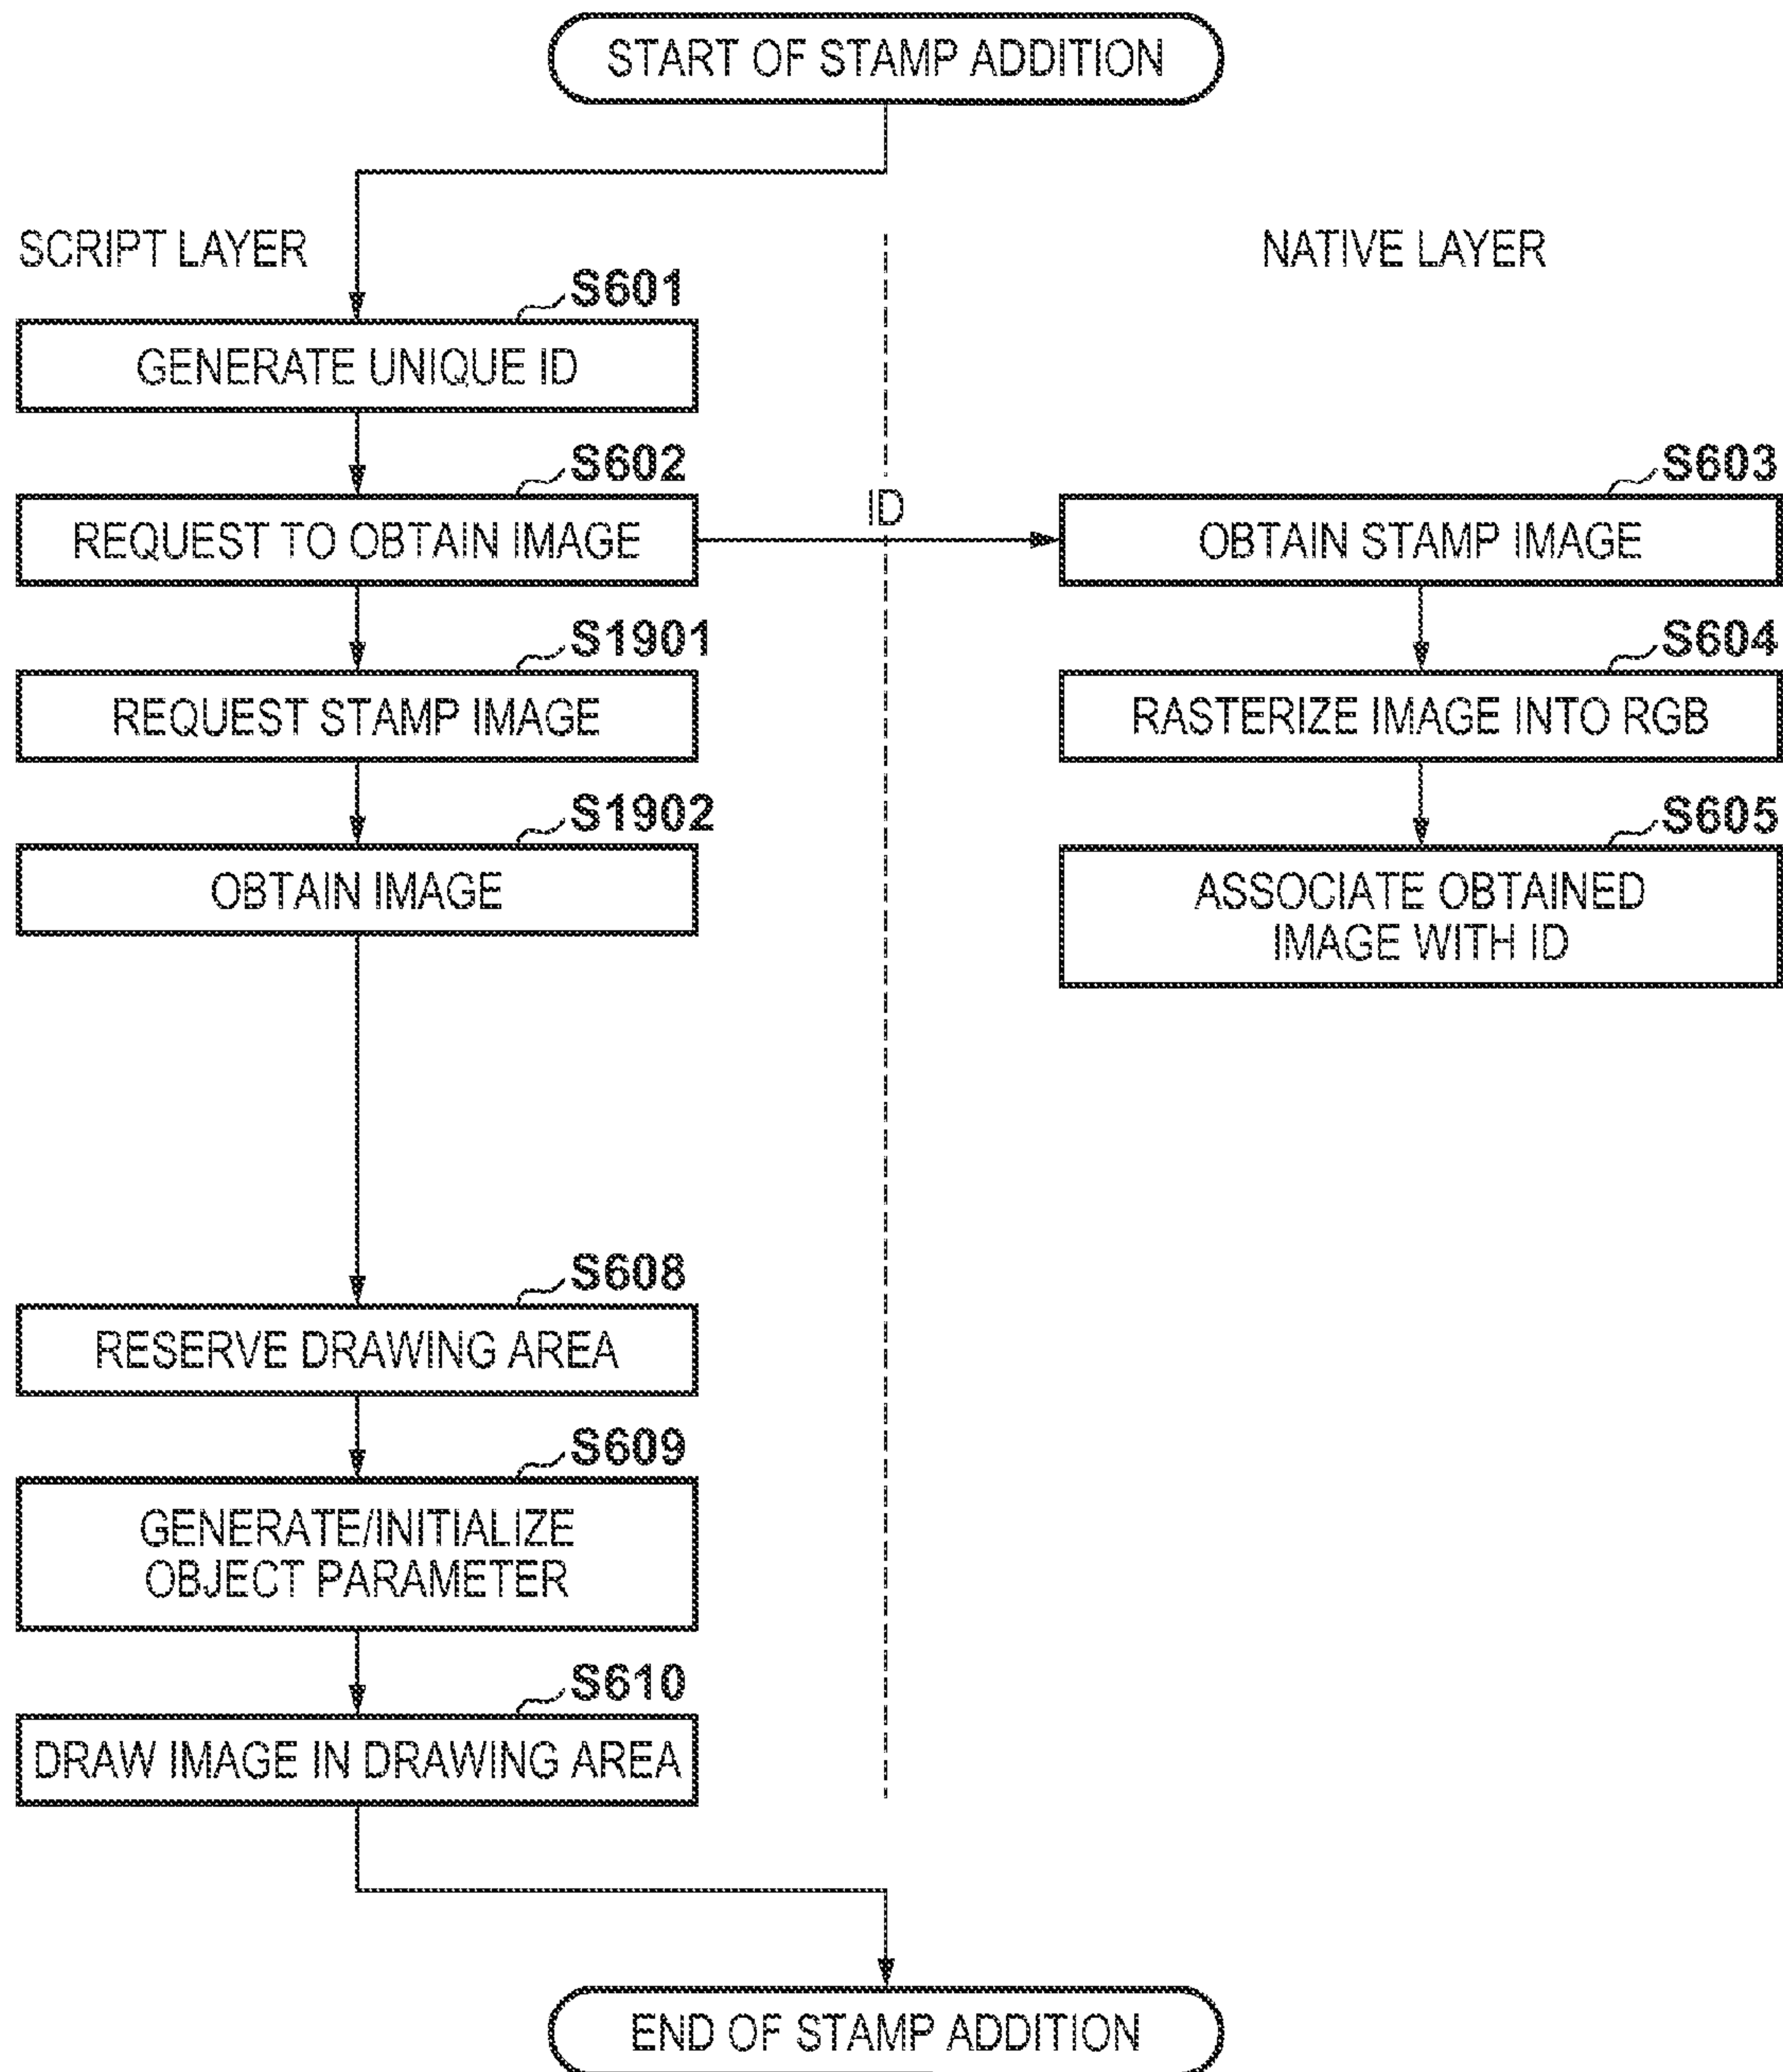 START OF STAMP ADDITION
SCRIPT LAYER
NATIVE LAYER
S601
GENERATE UNIQUE ID
S602
REQUEST TO OBTAIN IMAGE
ID
S603
OBTAIN STAMP IMAGE
S1901
REQUEST STAMP IMAGE
S604
RASTERIZE IMAGE INTO RGB
S1902
OBTAIN IMAGE
S605
ASSOCIATE OBTAINED
IMAGE WITH ID
S608
RESERVE DRAWING AREA
S609
GENERATE/INITIALIZE
OBJECT PARAMETER
S610
DRAW IMAGE IN DRAWING AREA
END OF STAMP ADDITION